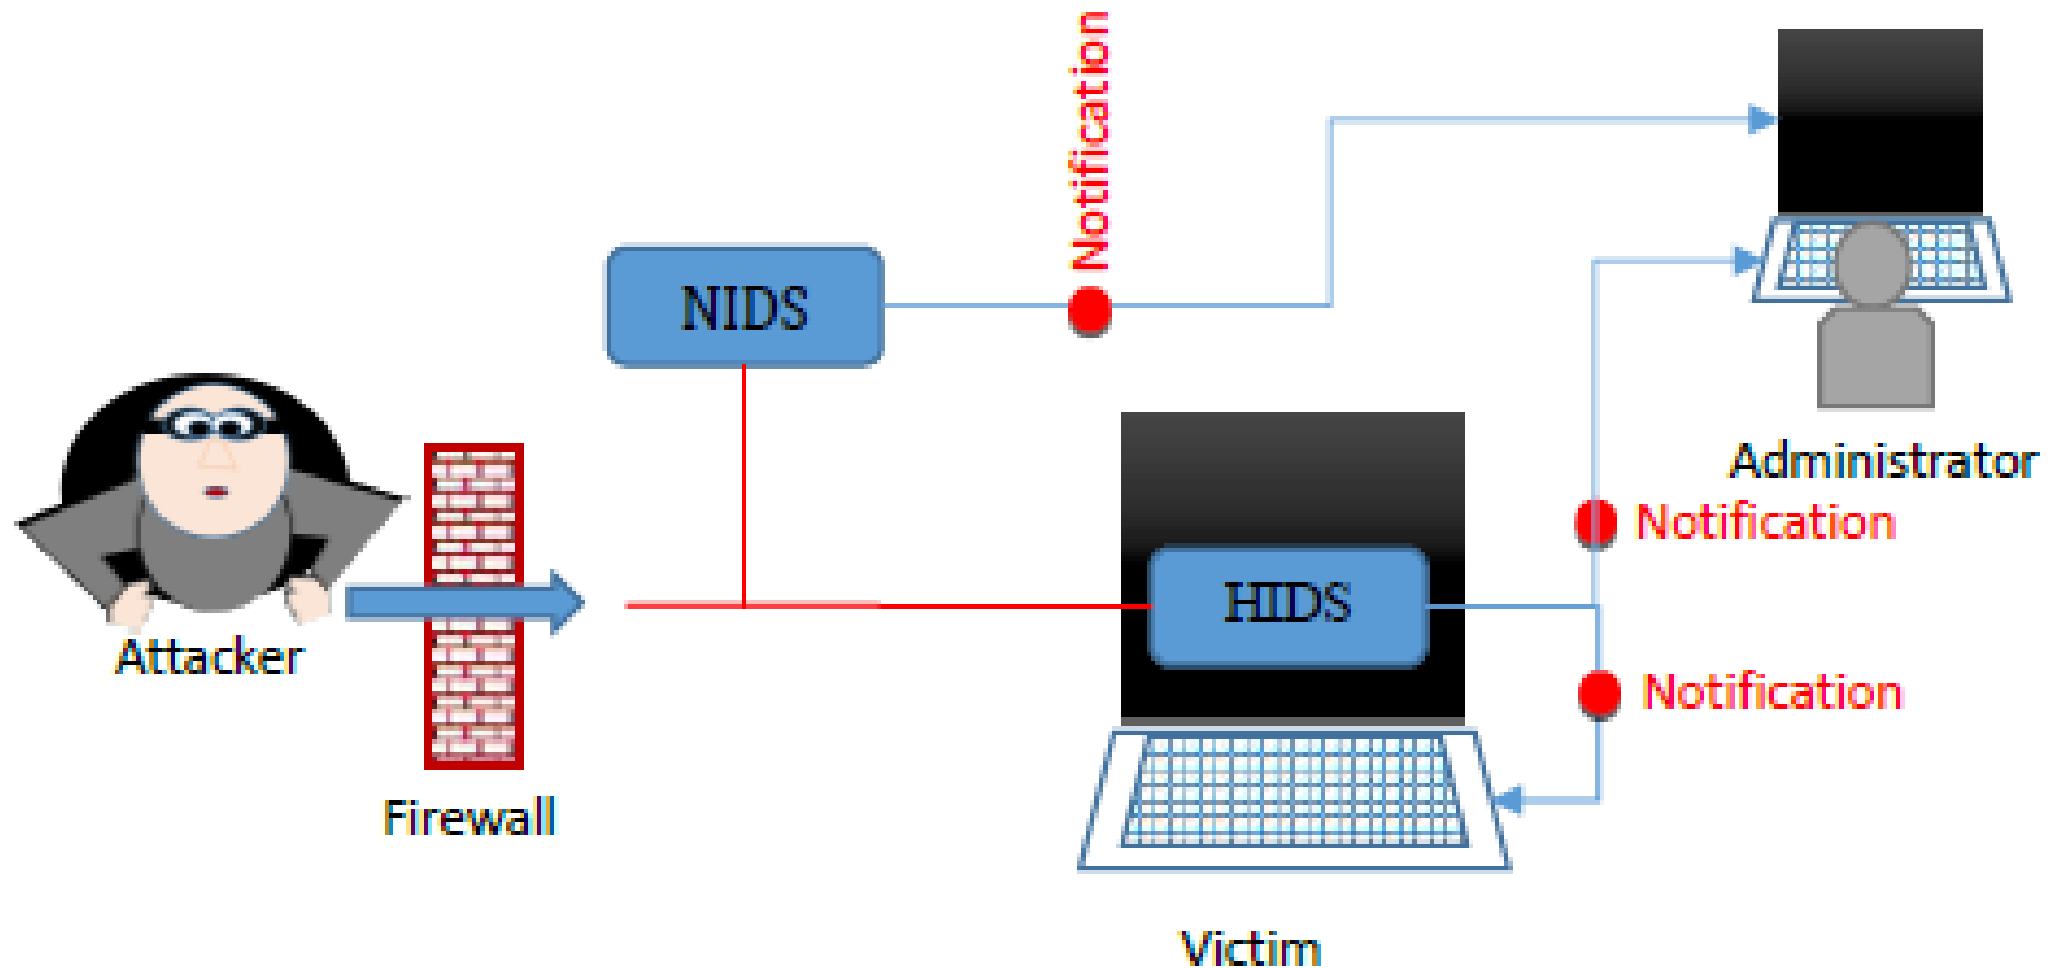 Notification
NIDS
Administrator
Notification
HIDS
Attacker
Notification
Firewall
Victim